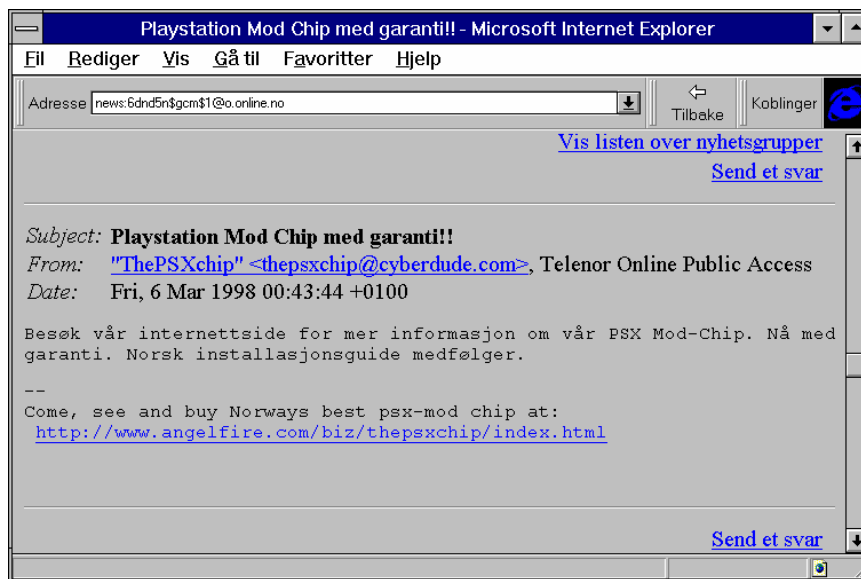 Playstation Mod Chip med garanti!! - Microsoft Internet Explorer
Fil Rediger Vis Gå til Favoritter Hjelp
Adresse news:6dnd5n$gcm$1@o.online.no Tilbake Koblinger
Vis listen over nyhetsgrupper
Send et svar
Subject: Playstation Mod Chip med garanti!!
From: "ThePSXchip" <thepsxchip@cyberdude.com>, Telenor Online Public Access
Date: Fri, 6 Mar 1998 00:43:44 +0100
Besøk vår internettside for mer informasjon om vår PSX Mod-Chip. Nå med
garanti. Norsk installasjonsguide medfølger.
--
Come, see and buy Norways best psx-mod chip at:
http://www.angelfire.com/biz/thepsxchip/index.html
Send et svar